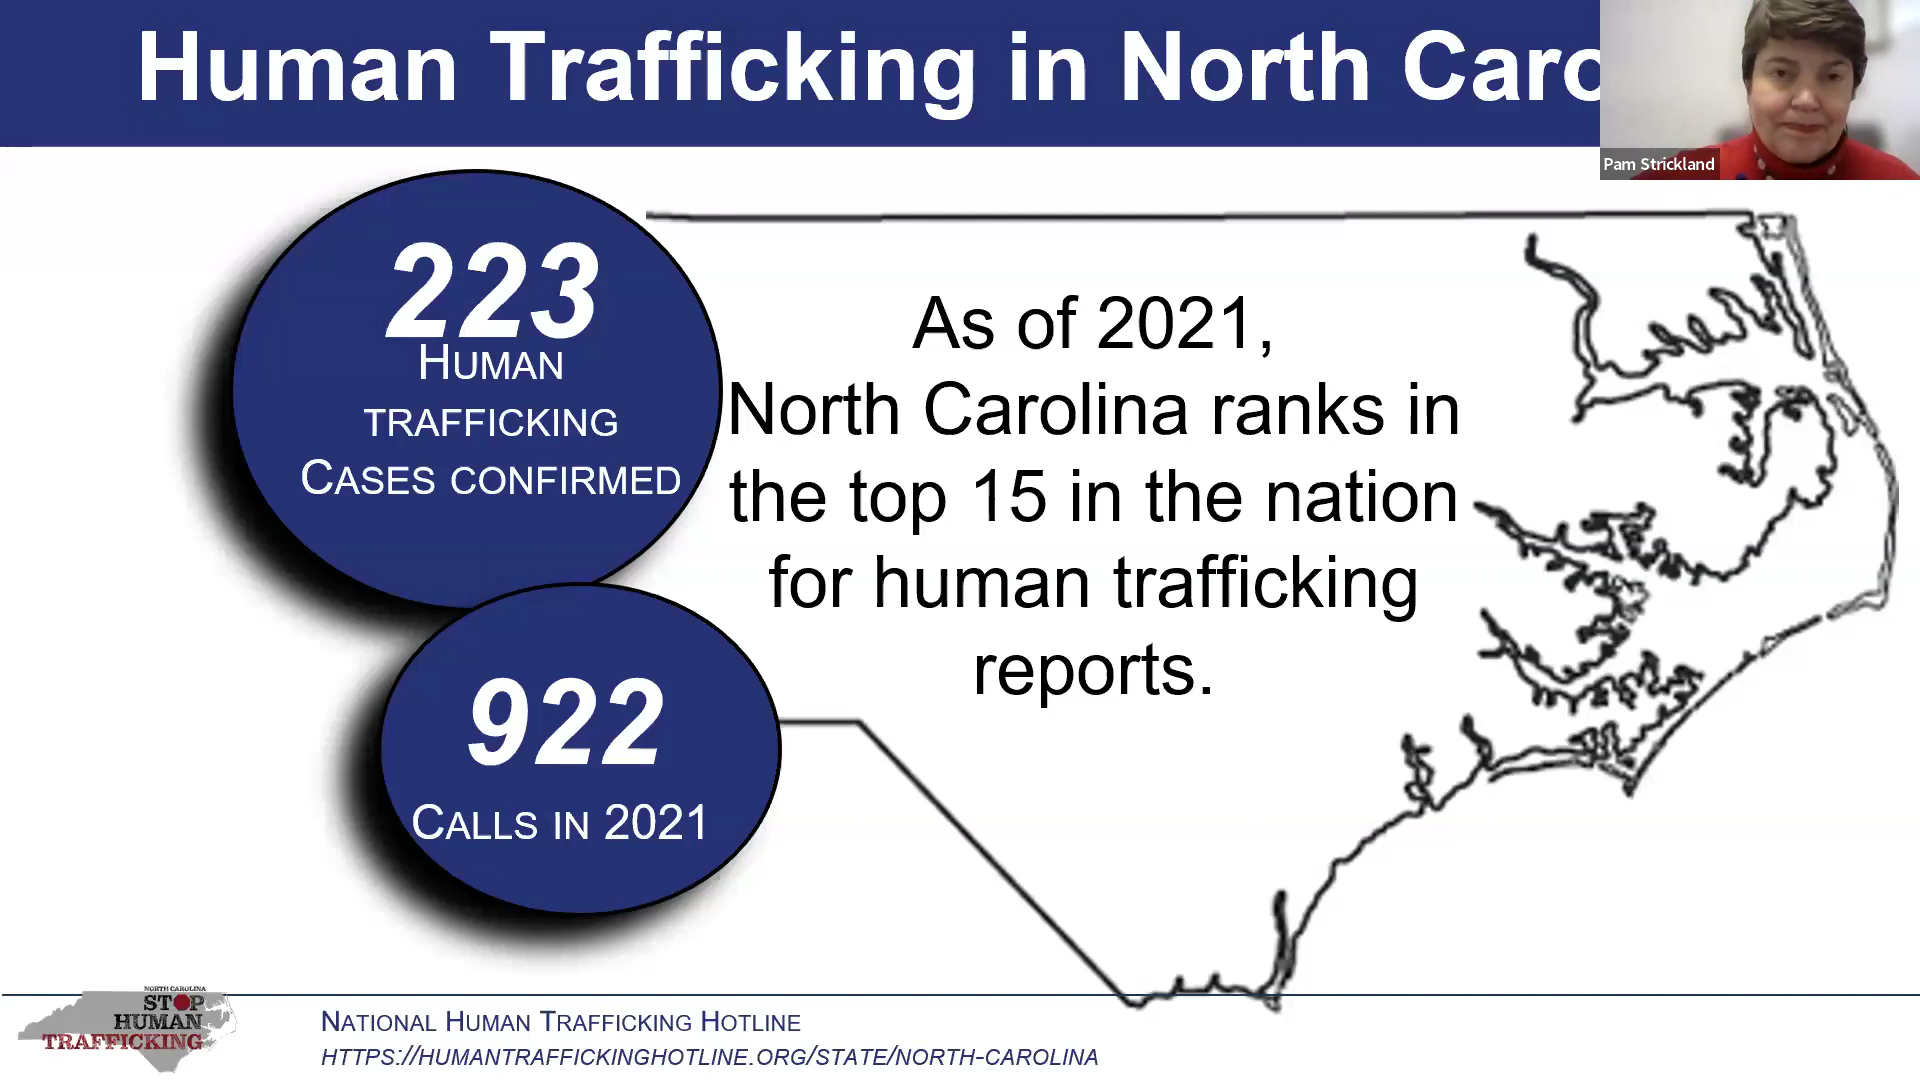 Human Trafficking in North Caro
Pam Strickland
223
HUMAN
TRAFFICKING
CASES CONFIRMED
As of 2021,
North Carolina ranks in
the top 15 in the nation
for human trafficking
reports.
922
CALLS IN 2021
NORTH CAROLINA
STOP
HUMAN
TRAFFICKING
NATIONAL HUMAN TRAFFICKING HOTLINE
HTTPS://HUMANTRAFFICKINGHOTLINE.ORG/STATE/NORTH-CAROLINA